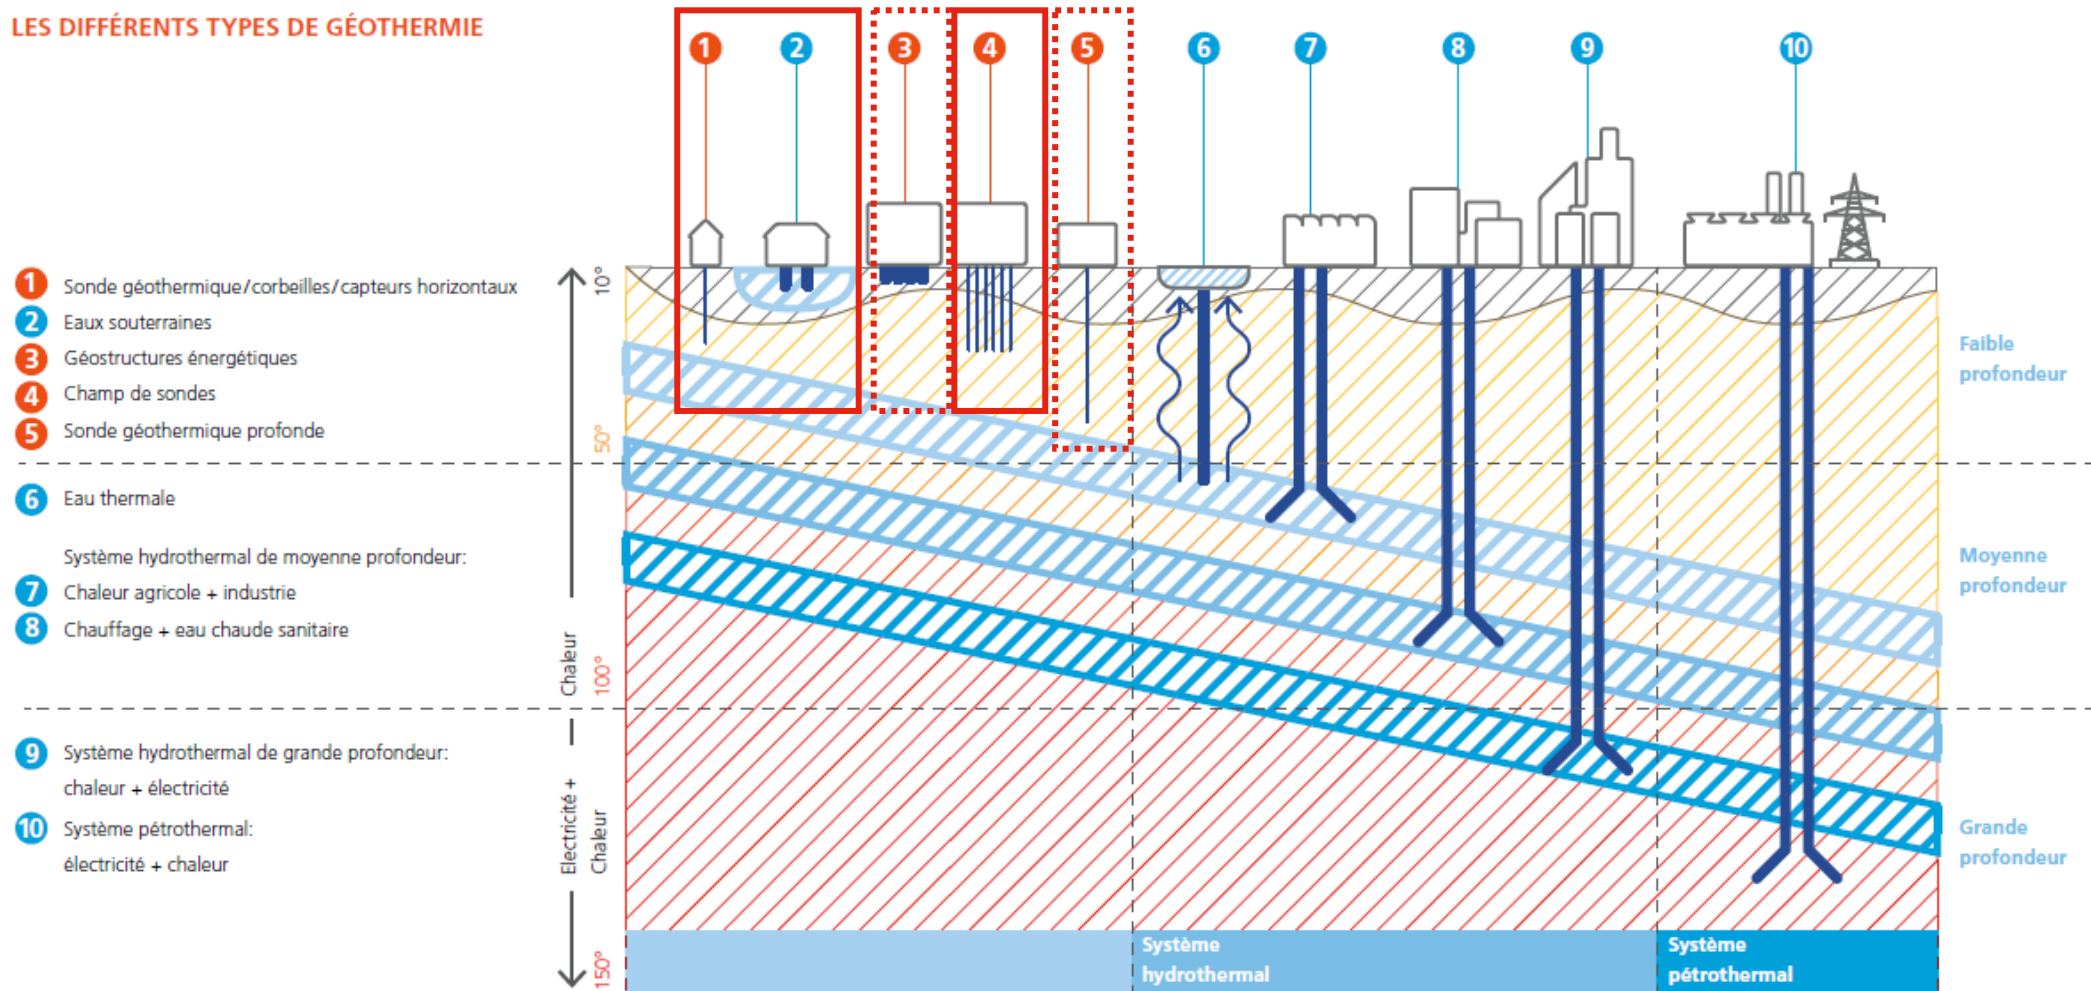 LES DIFFÉRENTS TYPES DE GÉOTHERMIE
1
2
3
4
5
6
7
8
9
10
1 Sonde géothermique/corbeilles/capteurs horizontaux
2 Eaux souterraines
3 Géostructures énergétiques
4 Champ de sondes
5 Sonde géothermique profonde
6 Eau thermale
Système hydrothermal de moyenne profondeur:
7 Chaleur agricole + industrie
8 Chauffage + eau chaude sanitaire
9 Système hydrothermal de grande profondeur:
chaleur + électricité
10 Système pétrothermal:
électricité + chaleur
Chaleur
Electricité +
Chaleur
10°
50°
100°
150°
Faible
profondeur
Moyenne
profondeur
Grande
profondeur
Système
hydrothermal
Système
pétrothermal